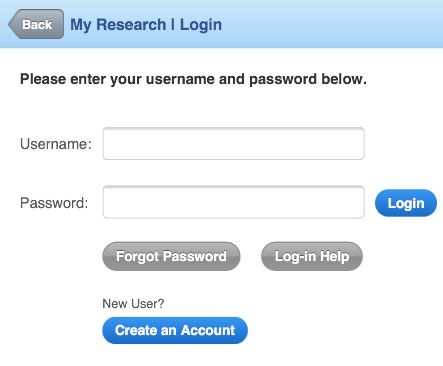 Back My Research | Login
Please enter your username and password below.
Username:
Password: Login
Forgot Password Log-in Help
New User?
Create an Account